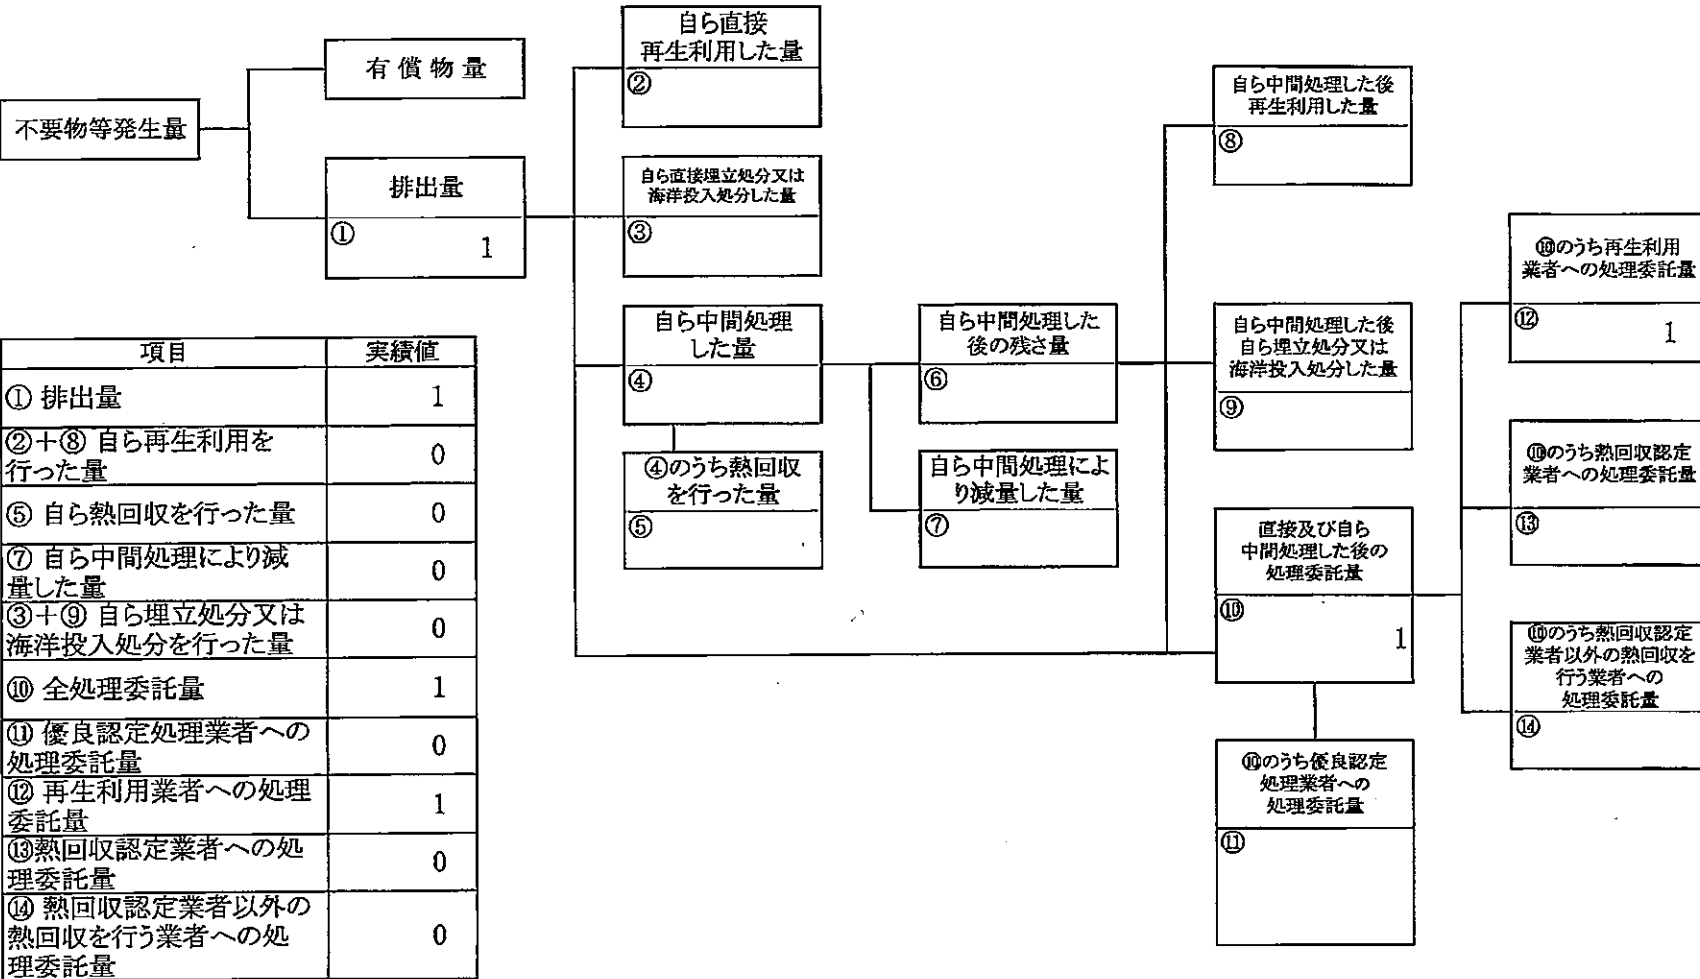 不要物等発生量
有償物量
排出量
①
1
自ら直接
再生利用した量
②
自ら直接埋立処分又は
海洋投入処分した量
③
自ら中間処理
した量
④
④のうち熱回収
を行った量
⑤
自ら中間処理した
後の残さ量
⑥
自ら中間処理によ
り減量した量
⑦
自ら中間処理した後
再生利用した量
⑧
自ら中間処理した後
自ら埋立処分又は
海洋投入処分した量
⑨
直接及び自ら
中間処理した後の
処理委託量
⑩
1
⑩のうち優良認定
処理業者への
処理委託量
⑪
⑩のうち再生利用
業者への処理委託量
⑫
1
⑩のうち熱回収認定
業者への処理委託量
⑬
⑩のうち熱回収認定
業者以外の熱回収を
行う業者への
処理委託量
⑭
項目 実績値
① 排出量 1
②+⑧ 自ら再生利用を
行った量 0
⑤ 自ら熱回収を行った量 0
⑦ 自ら中間処理により減
量した量 0
③+⑨ 自ら埋立処分又は
海洋投入処分を行った量 0
⑩ 全処理委託量 1
⑪ 優良認定処理業者への
処理委託量 0
⑫ 再生利用業者への処理
委託量 1
⑬熱回収認定業者への処
理委託量 0
⑭ 熱回収認定業者以外の
熱回収を行う業者への処
理委託量 0